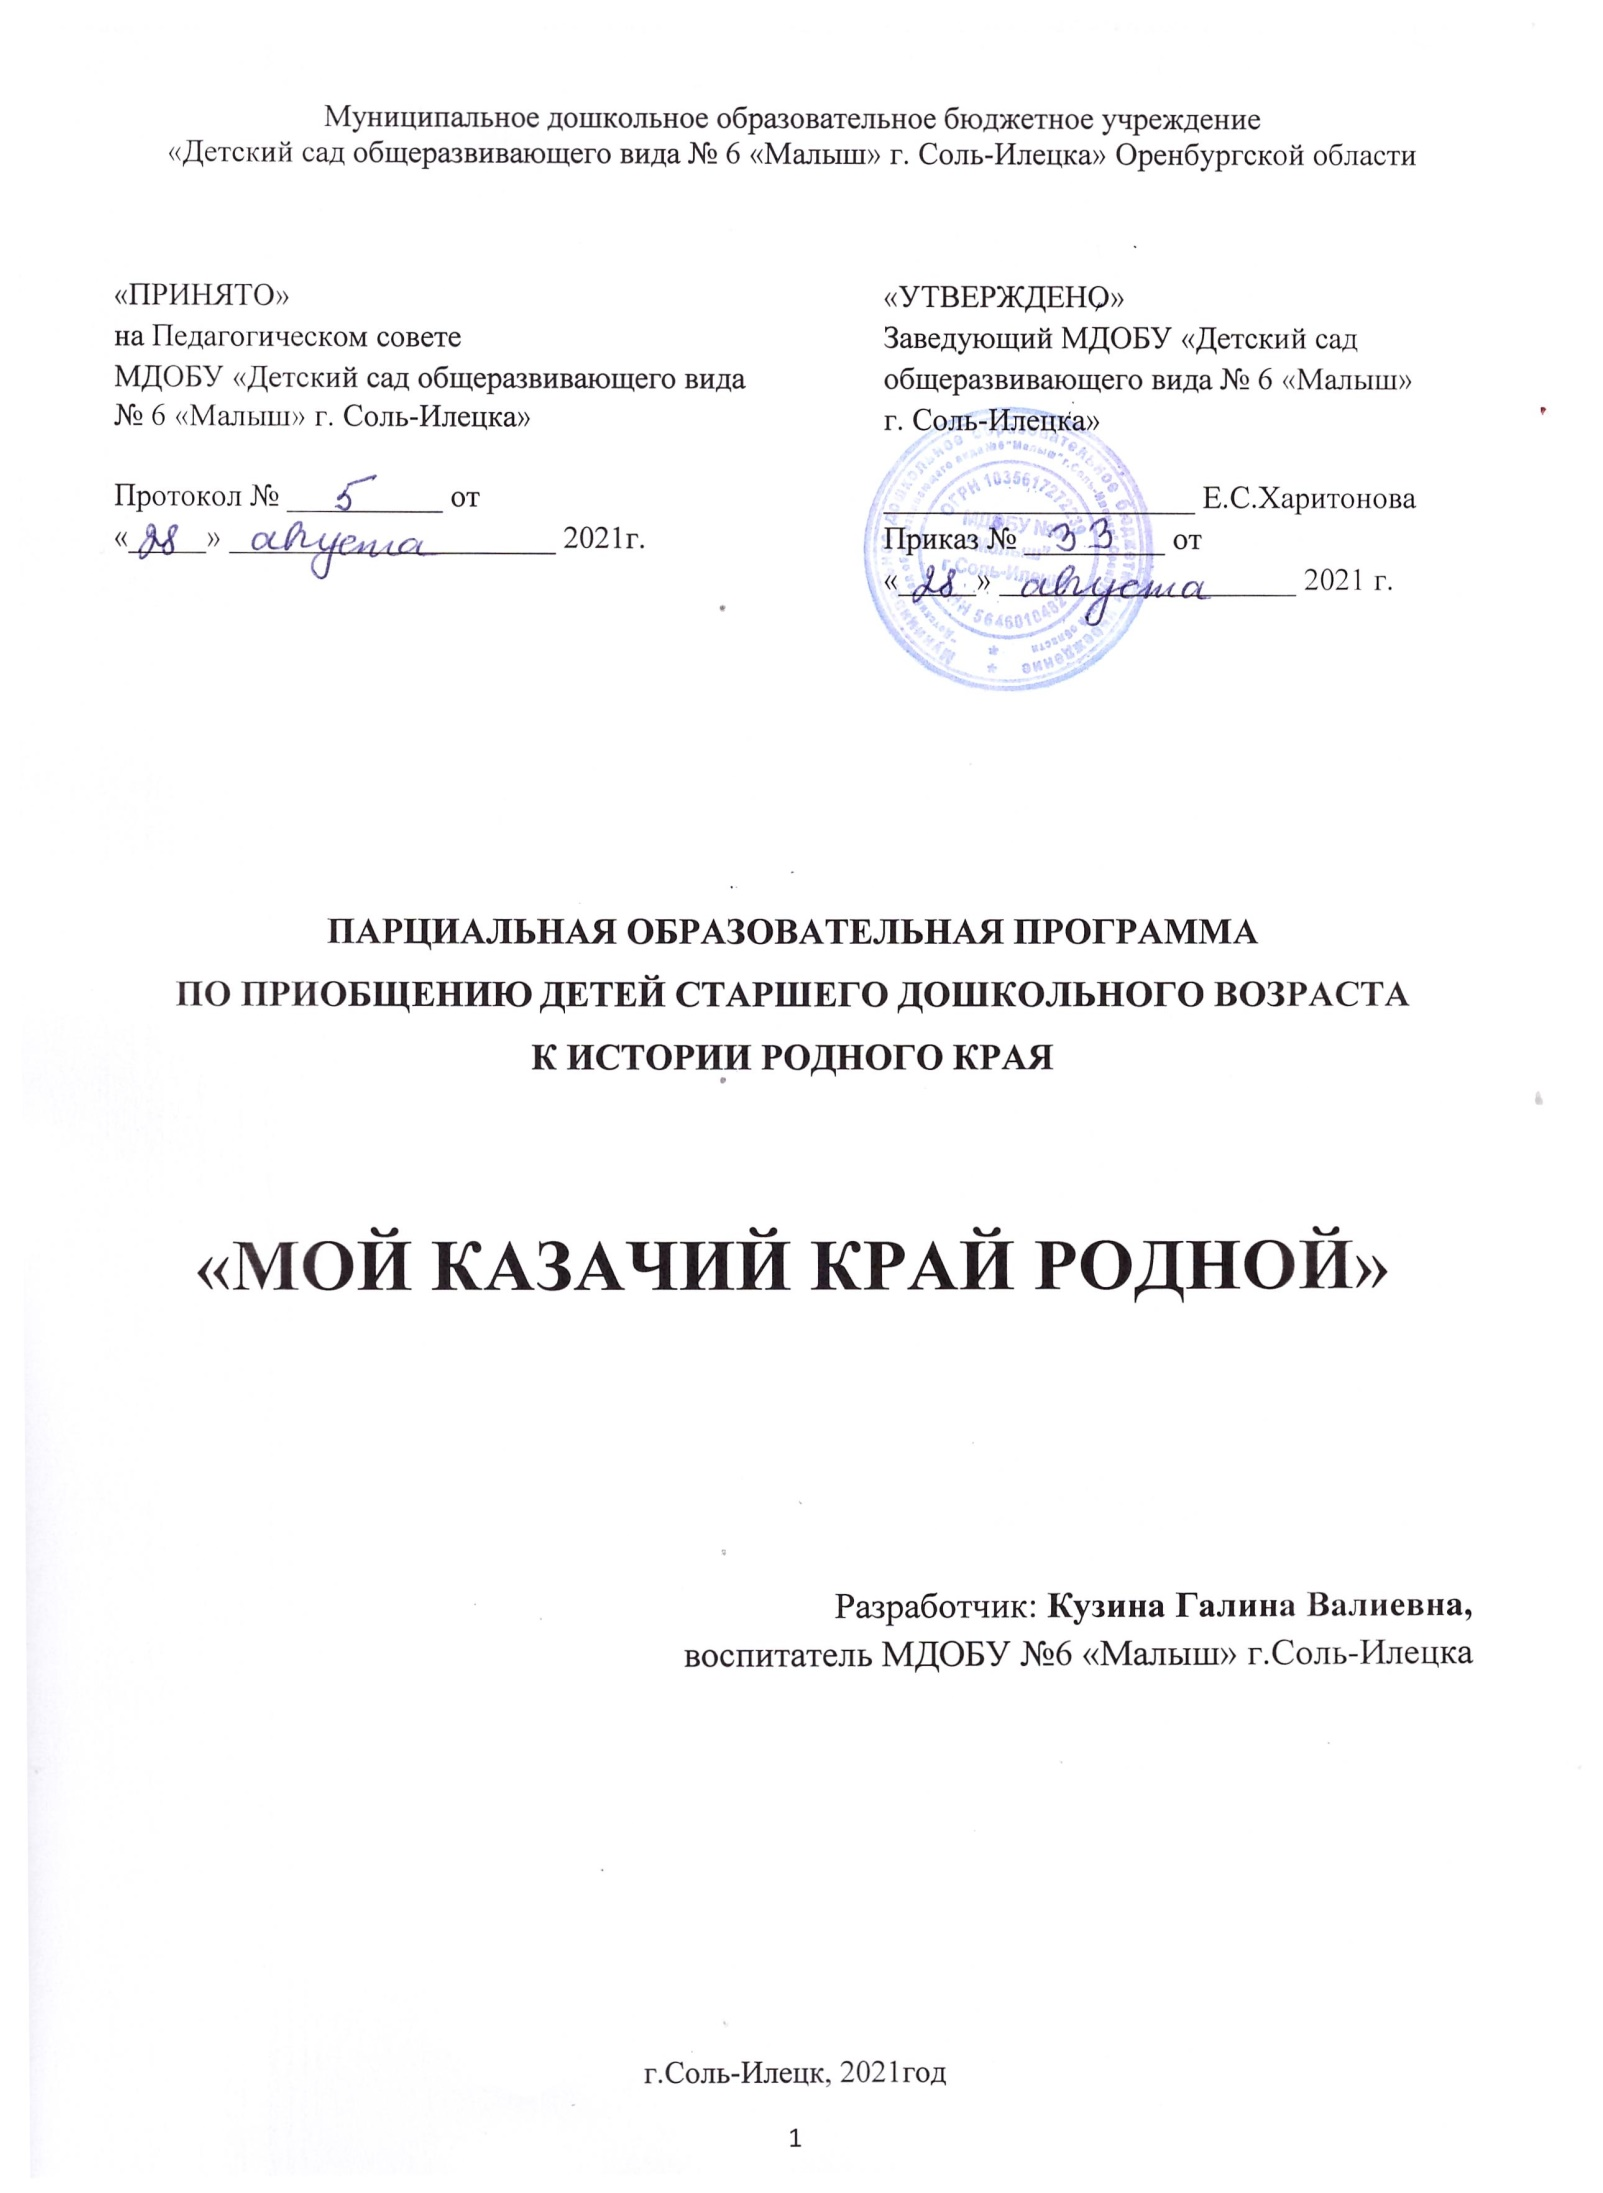 Муниципальное дошкольное образовательное бюджетное учреждение
«Детский сад общеразвивающего вида № 6 «Малыш» г. Соль-Илецка» Оренбургской области
«ПРИНЯТО»
на Педагогическом совете
МДОБУ «Детский сад общеразвивающего вида
№ 6 «Малыш» г. Соль-Илецка»
Протокол № 5 от
«28» августа 2021г.
«УТВЕРЖДЕНО»
Заведующий МДОБУ «Детский сад
общеразвивающего вида № 6 «Малыш»
г. Соль-Илецка»
Е.С.Харитонова
Приказ № 33 от
«28» августа 2021 г.
ПАРЦИАЛЬНАЯ ОБРАЗОВАТЕЛЬНАЯ ПРОГРАММА
ПО ПРИОБЩЕНИЮ ДЕТЕЙ СТАРШЕГО ДОШКОЛЬНОГО ВОЗРАСТА
К ИСТОРИИ РОДНОГО КРАЯ
«МОЙ КАЗАЧИЙ КРАЙ РОДНОЙ»
Разработчик: Кузина Галина Валиевна,
воспитатель МДОБУ №6 «Малыш» г.Соль-Илецка
г.Соль-Илецк, 2021год
1